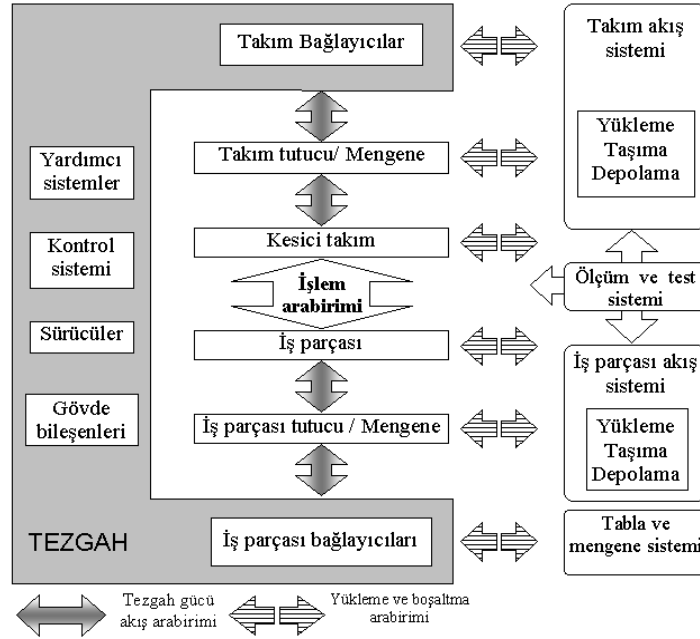 Takım Bağlayıcılar
Takım akış
sistemi
Yükleme
Taşıma
Depolama
Takım tutucu/ Mengene
Yardımcı
sistemler
Kesici takım
Kontrol
sistemi
İşlem
arabirimi
Ölçüm ve test
sistemi
Sürücüler
İş parçası
İş parçası akış
sistemi
Gövde
bileşenleri
İş parçası tutucu / Mengene
Yükleme
Taşıma
Depolama
TEZGAH
İş parçası bağlayıcıları
Tabla ve
mengene sistemi
Tezgah gücü
akış arabirimi
Yükleme ve boşaltma
arabirimi